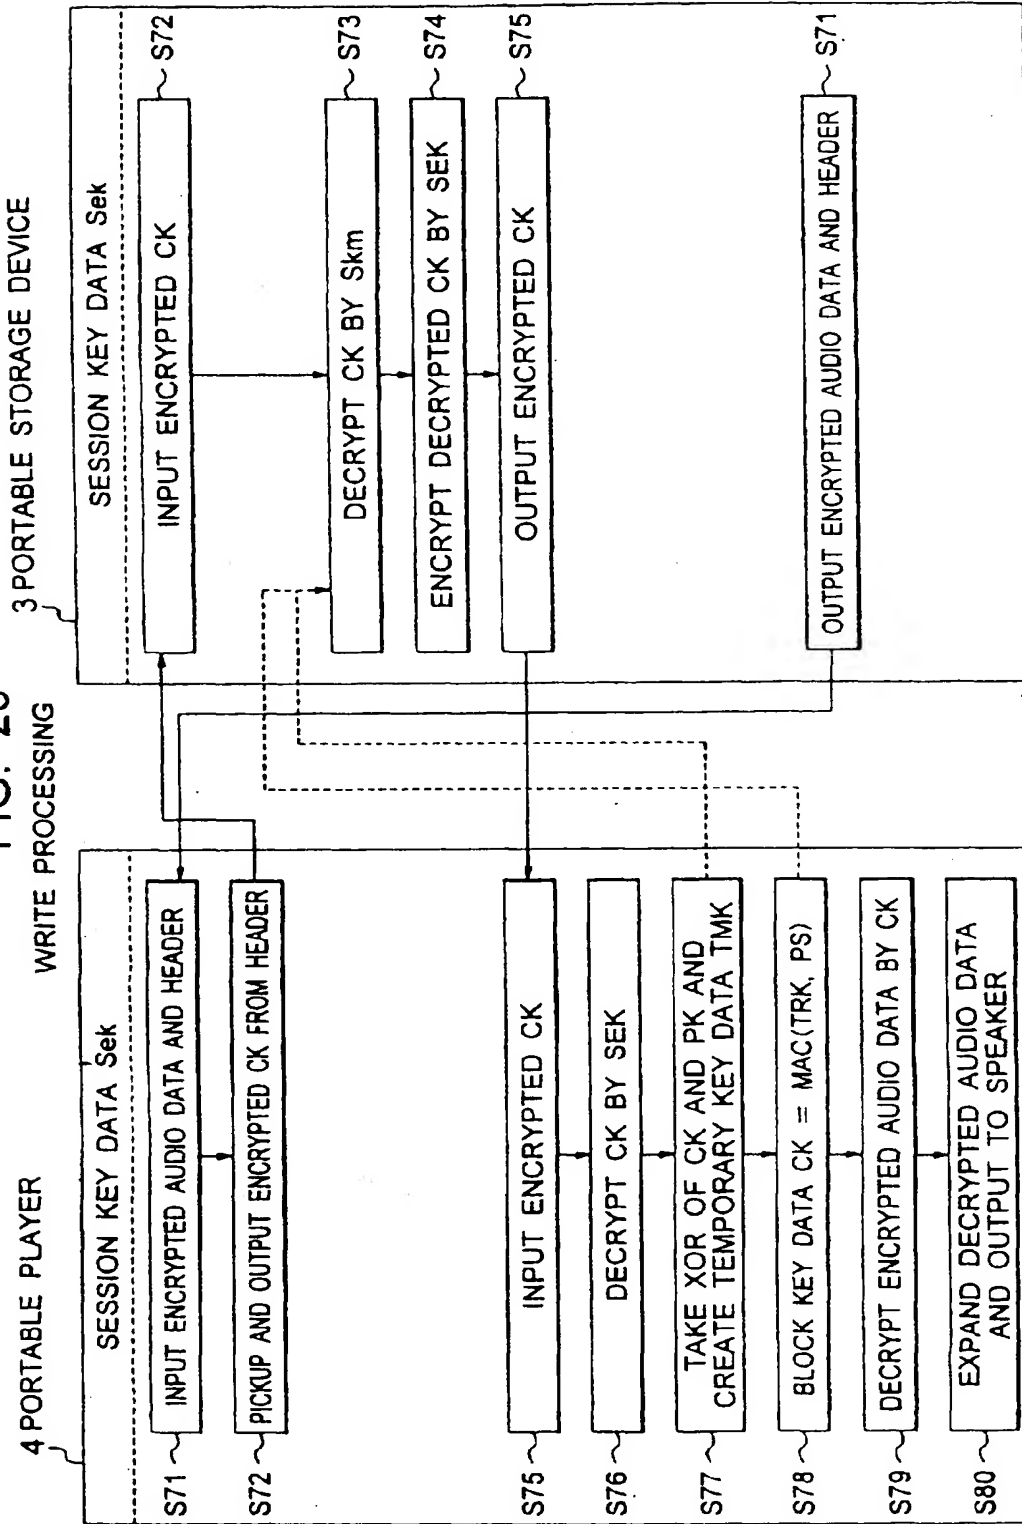 WRITE PROCESSING
4 PORTABLE PLAYER
SESSION KEY DATA Sek
S71
INPUT ENCRYPTED AUDIO DATA AND HEADER
S72
PICKUP AND OUTPUT ENCRYPTED CK FROM HEADER
S75
INPUT ENCRYPTED CK
S76
DECRYPT CK BY SEK
S77
TAKE XOR OF CK AND PK AND
CREATE TEMPORARY KEY DATA TMK
S78
BLOCK KEY DATA CK = MAC(TRK, PS)
S79
DECRYPT ENCRYPTED AUDIO DATA BY CK
S80
EXPAND DECRYPTED AUDIO DATA
AND OUTPUT TO SPEAKER
3 PORTABLE STORAGE DEVICE
SESSION KEY DATA Sek
INPUT ENCRYPTED CK
S72
DECRYPT CK BY Skm
S73
ENCRYPT DECRYPTED CK BY SEK
S74
OUTPUT ENCRYPTED CK
S75
OUTPUT ENCRYPTED AUDIO DATA AND HEADER
S71